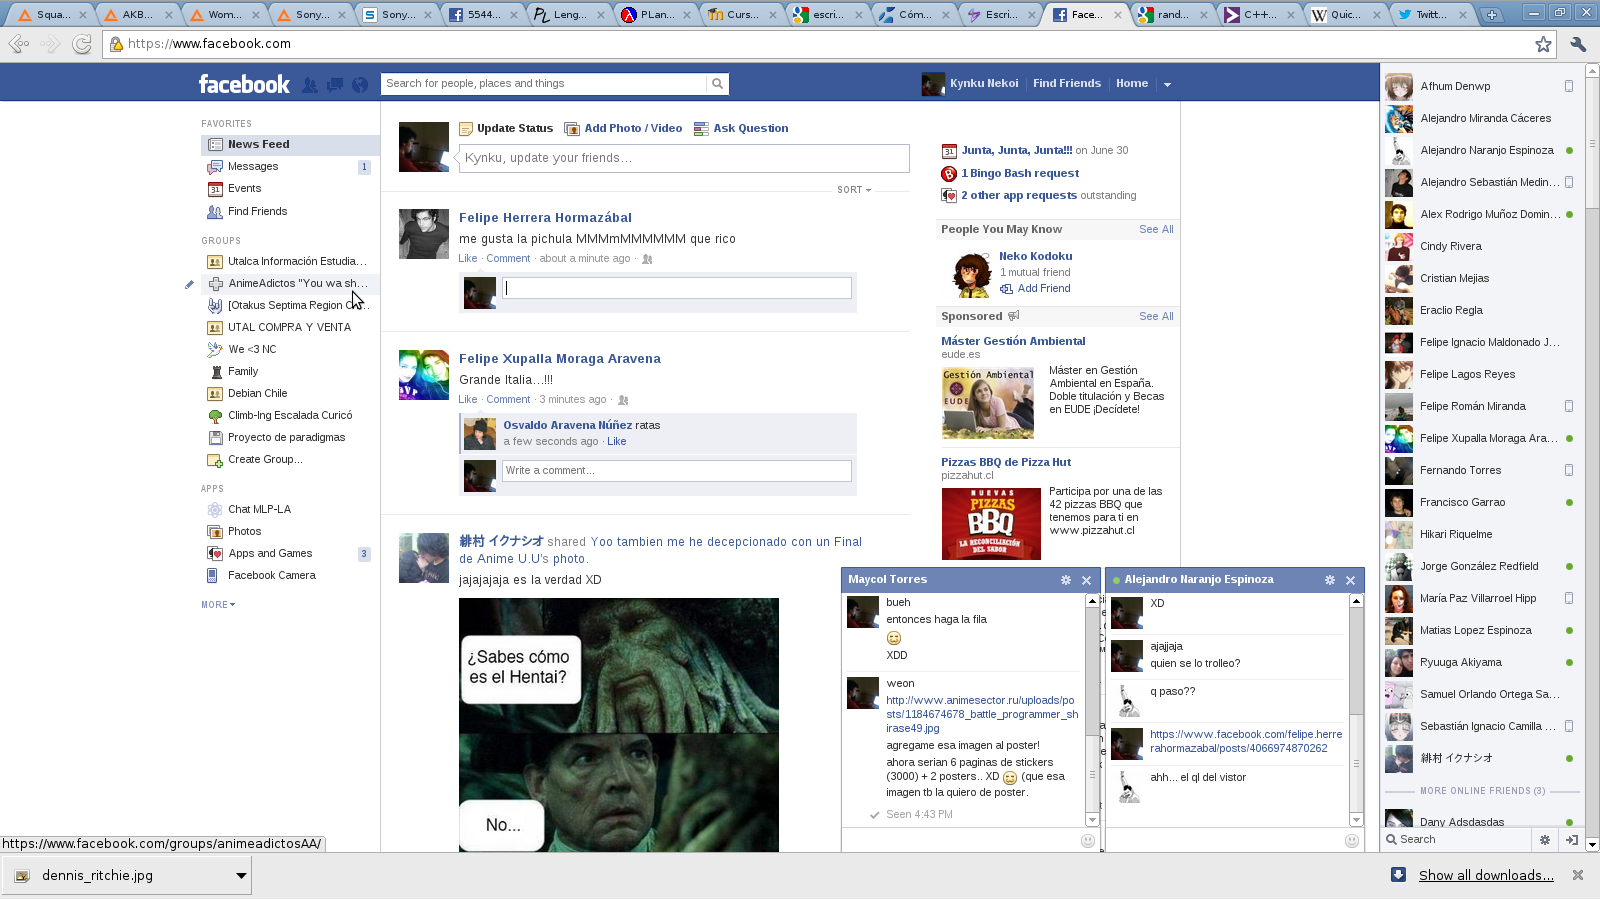 Squa...
AKB...
Wom...
Sony...
Sony...
5544...
Leng...
PLan...
Curs...
escri...
Cóm...
Escri...
Face...
rand...
C++...
Quic...
Twitt...
https://www.facebook.com
facebook
Search for people, places and things
Kynku Nekoi
Find Friends
Home
FAVORITES
News Feed
Messages
1
Events
Find Friends
GROUPS
Utalca Información Estudia...
AnimeAdictos "You wa sh...
[Otakus Septima Region C...
UTAL COMPRA Y VENTA
We <3 NC
Family
Debian Chile
Climb-Ing Escalada Curicó
Proyecto de paradigmas
Create Group...
APPS
Chat MLP-LA
Photos
Apps and Games
3
Facebook Camera
MORE
Update Status
Add Photo / Video
Ask Question
Kynku, update your friends...
SORT
Felipe Herrera Hormazábal
me gusta la pichula MMMmMMMMMM que rico
Like · Comment · about a minute ago ·
Felipe Xupalla Moraga Aravena
Grande Italia...!!!
Like · Comment · 3 minutes ago ·
Osvaldo Aravena Núñez ratas
a few seconds ago · Like
Write a comment...
緋村 イクナシオ shared Yoo tambien me he decepcionado con un Final
de Anime U.U's photo.
jajajajaja es la verdad XD
¿Sabes cómo
es el Hentai?
No...
31 Junta, Junta, Junta!!! on June 30
1 Bingo Bash request
2 other app requests outstanding
People You May Know
See All
Neko Kodoku
1 mutual friend
Add Friend
Sponsored
See All
Máster Gestión Ambiental
eude.es
Gestión Ambiental
EUDE
Máster en Gestión
Ambiental en España.
Doble titulación y Becas
en EUDE ¡Decídete!
Pizzas BBQ de Pizza Hut
pizzahut.cl
NUEVAS
PIZZAS
BBQ
LA RECONCILIACIÓN
DEL SABOR
Participa por una de las
42 pizzas BBQ que
tenemos para ti en
www.pizzahut.cl
Maycol Torres
bueh
entonces haga la fila
XDD
weon
http://www.animesector.ru/uploads/po
sts/1184674678_battle_programmer_sh
irase49.jpg
agregame esa imagen al poster!
ahora serian 6 paginas de stickers
(3000) + 2 posters.. XD (que esa
imagen tb la quiero de poster.
Seen 4:43 PM
Alejandro Naranjo Espinoza
XD
ajajjaja
quien se lo trolleo?
q paso??
https://www.facebook.com/felipe.herre
rahormazabal/posts/4066974870262
ahh... el ql del vistor
Afhum Denwp
Alejandro Miranda Cáceres
Alejandro Naranjo Espinoza
Alejandro Sebastián Medin...
Alex Rodrigo Muñoz Domin...
Cindy Rivera
Cristian Mejias
Eraclio Regla
Felipe Ignacio Maldonado J...
Felipe Lagos Reyes
Felipe Román Miranda
Felipe Xupalla Moraga Ara...
Fernando Torres
Francisco Garrao
Hikari Riquelme
Jorge González Redfield
María Paz Villarroel Hipp
Matias Lopez Espinoza
Ryuuga Akiyama
Samuel Orlando Ortega Sa...
Sebastián Ignacio Camilla ...
緋村 イクナシオ
MORE ONLINE FRIENDS (3)
Dany Adsdasdas
Search
https://www.facebook.com/groups/animeadictosAA/
dennis_ritchie.jpg
Show all downloads...